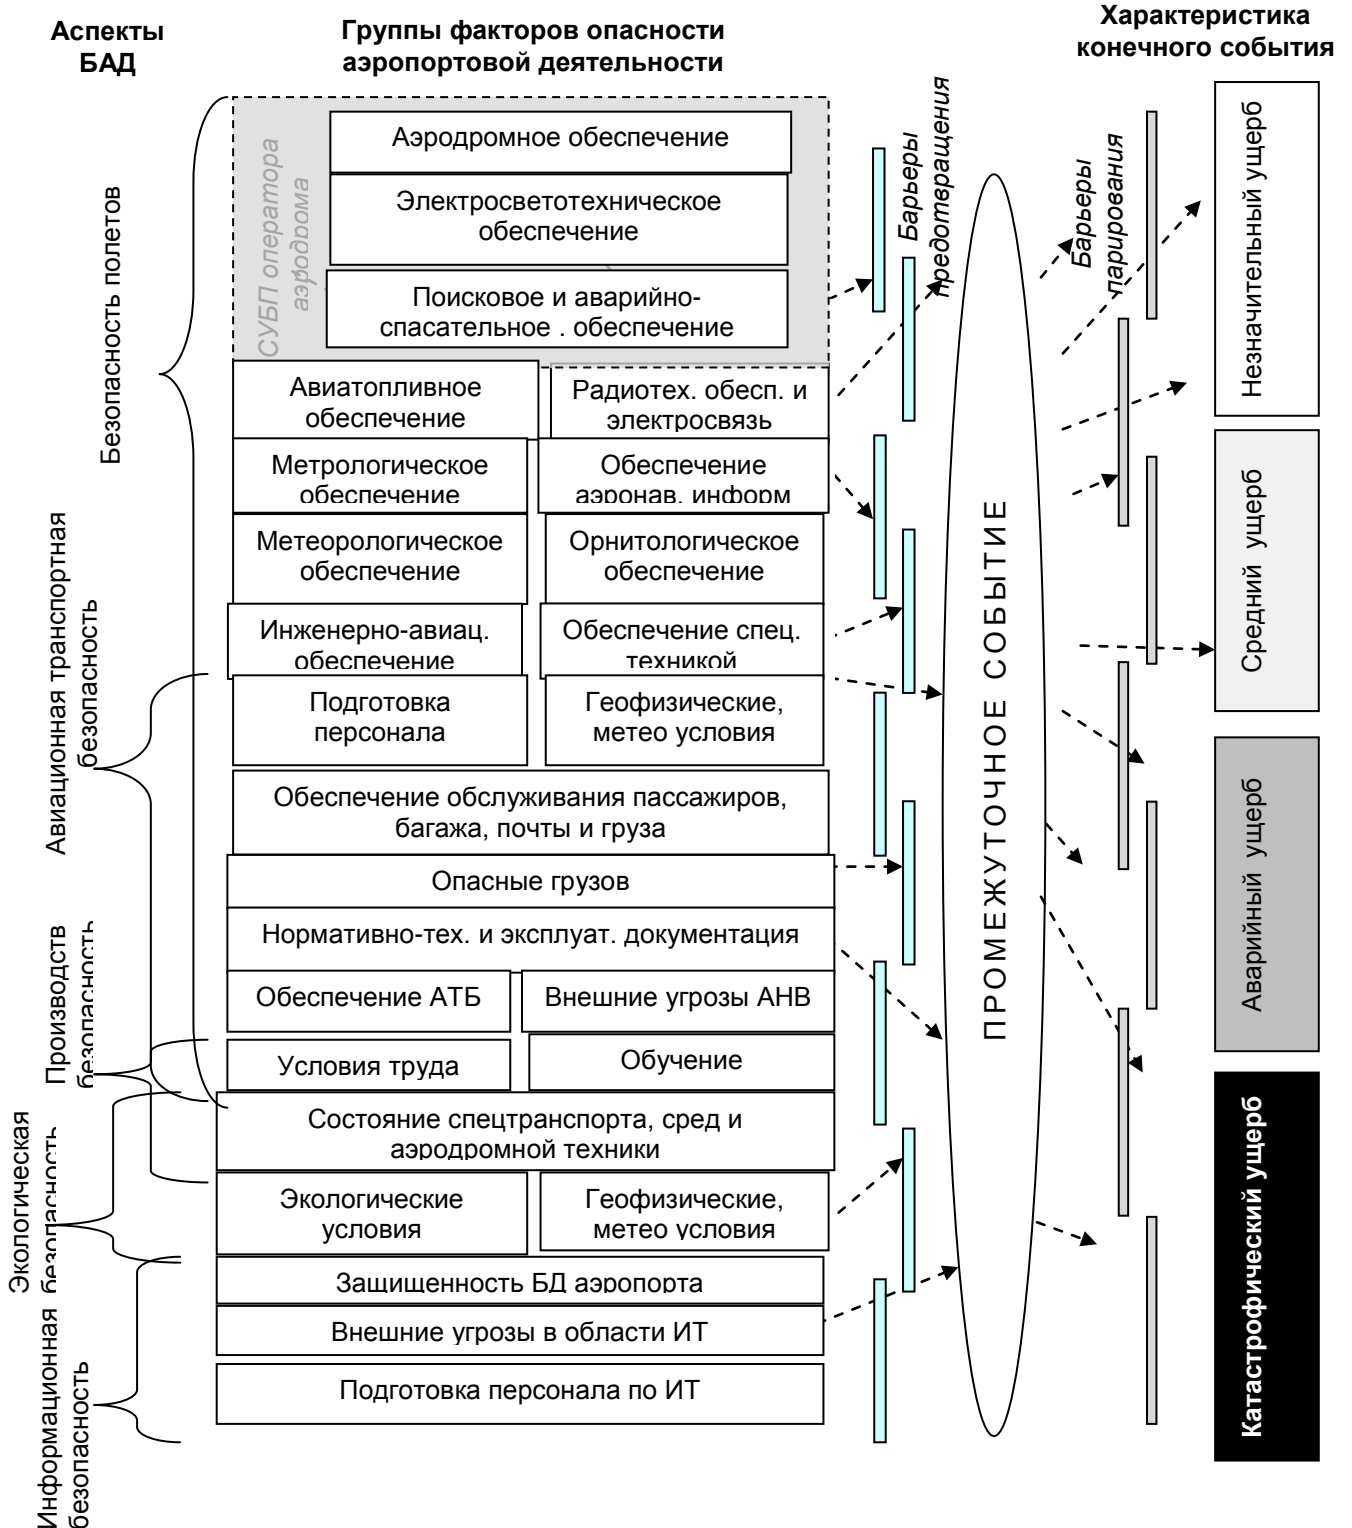 Аспекты
БАД
Группы факторов опасности
аэропортовой деятельности
Характеристика
конечного события
СУБП оператора
аэродрома
Аэродромное обеспечение
Электросветотехническое
обеспечение
Поисковое и аварийно-
спасательное . обеспечение
Авиатопливное
обеспечение
Радиотех. обесп. и
электросвязь
Метрологическое
обеспечение
Обеспечение
аэронав. информ
Метеорологическое
обеспечение
Орнитологическое
обеспечение
Инженерно-авиац.
обеспечение
Обеспечение спец.
техникой
Подготовка
персонала
Геофизические,
метео условия
Обеспечение обслуживания пассажиров,
багажа, почты и груза
Опасные грузов
Нормативно-тех. и эксплуат. документация
Обеспечение АТБ
Внешние угрозы АНВ
Условия труда
Обучение
Состояние спецтранспорта, сред и
аэродромной техники
Экологические
условия
Геофизические,
метео условия
Защищенность БД аэропорта
Внешние угрозы в области ИТ
Подготовка персонала по ИТ
Безопасность полетов
Авиационная транспортная
безопасность
Производств
безопасность
Экологическая
безопасность
Информационная
безопасность
Барьеры
предотвращения
ПРОМЕЖУТОЧНОЕ СОБЫТИЕ
Барьеры
парирования
Незначительный ущерб
Средний ущерб
Аварийный ущерб
Катастрофический ущерб